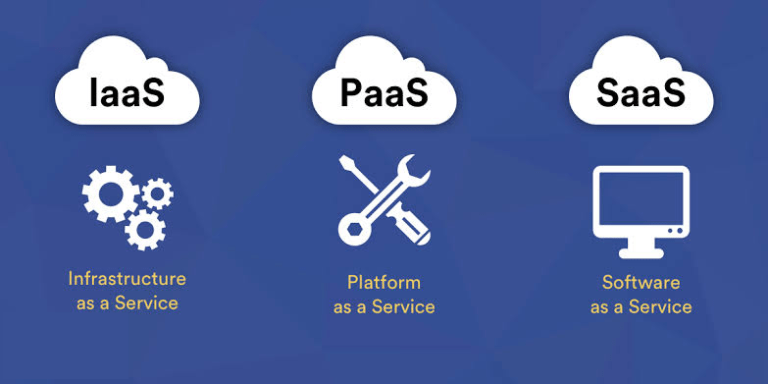 IaaS
PaaS
SaaS
Infrastructure
as a Service
Platform
as a Service
Software
as a Service